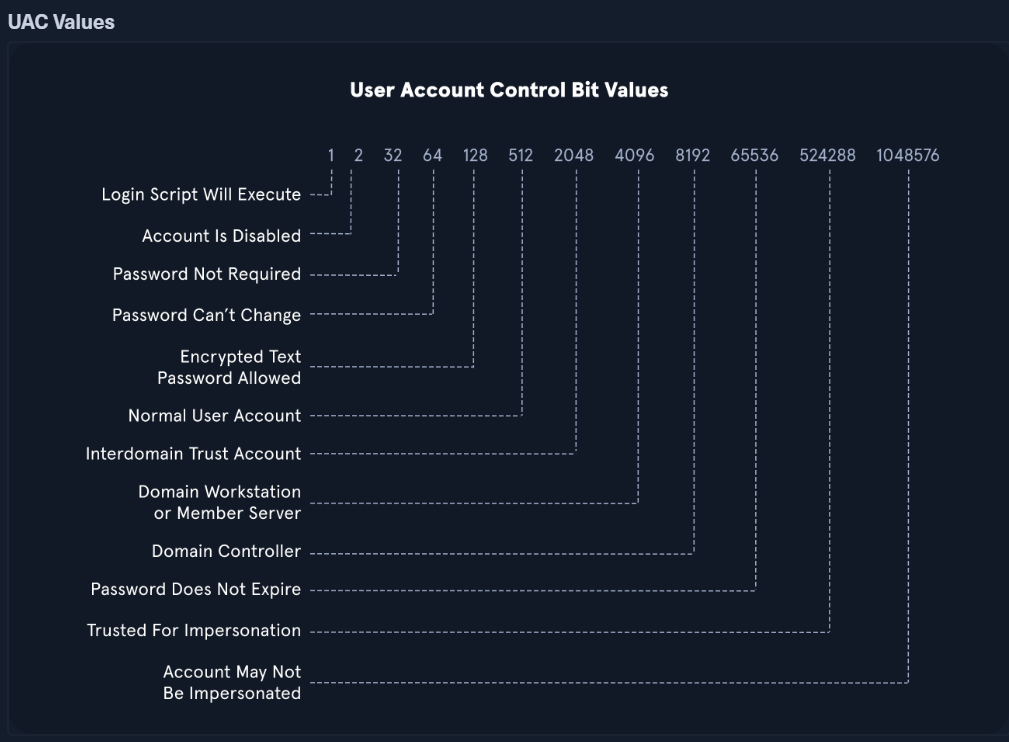 UAC Values
User Account Control Bit Values
1 2 32 64 128 512 2048 4096 8192 65536 524288 1048576
Login Script Will Execute
Account Is Disabled
Password Not Required
Password Can’t Change
Encrypted Text
Password Allowed
Normal User Account
Interdomain Trust Account
Domain Workstation
or Member Server
Domain Controller
Password Does Not Expire
Trusted For Impersonation
Account May Not
Be Impersonated